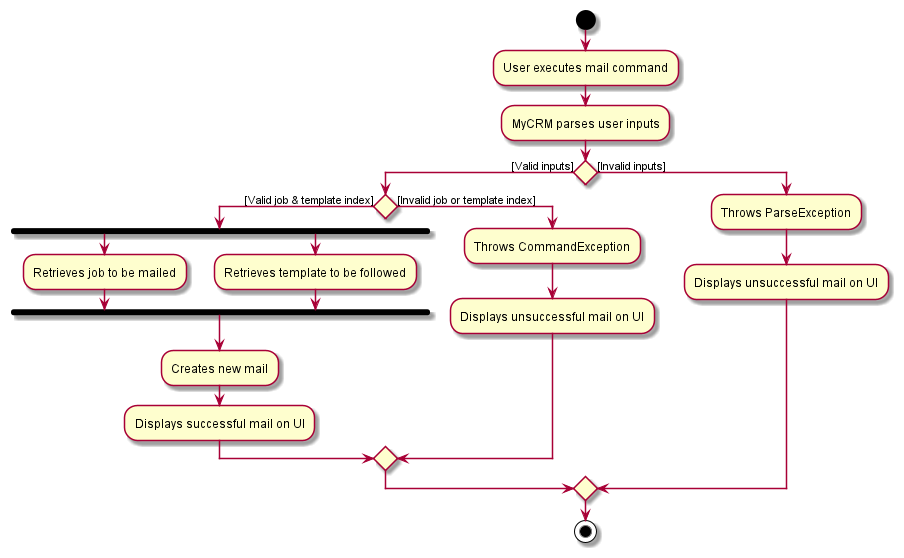 User executes mail command
MyCRM parses user inputs
[Valid inputs]
[Invalid inputs]
[Valid job & template index]
[Invalid job or template index]
Throws ParseException
Retrieves job to be mailed
Retrieves template to be followed
Throws CommandException
Displays unsuccessful mail on UI
Displays unsuccessful mail on UI
Creates new mail
Displays successful mail on UI